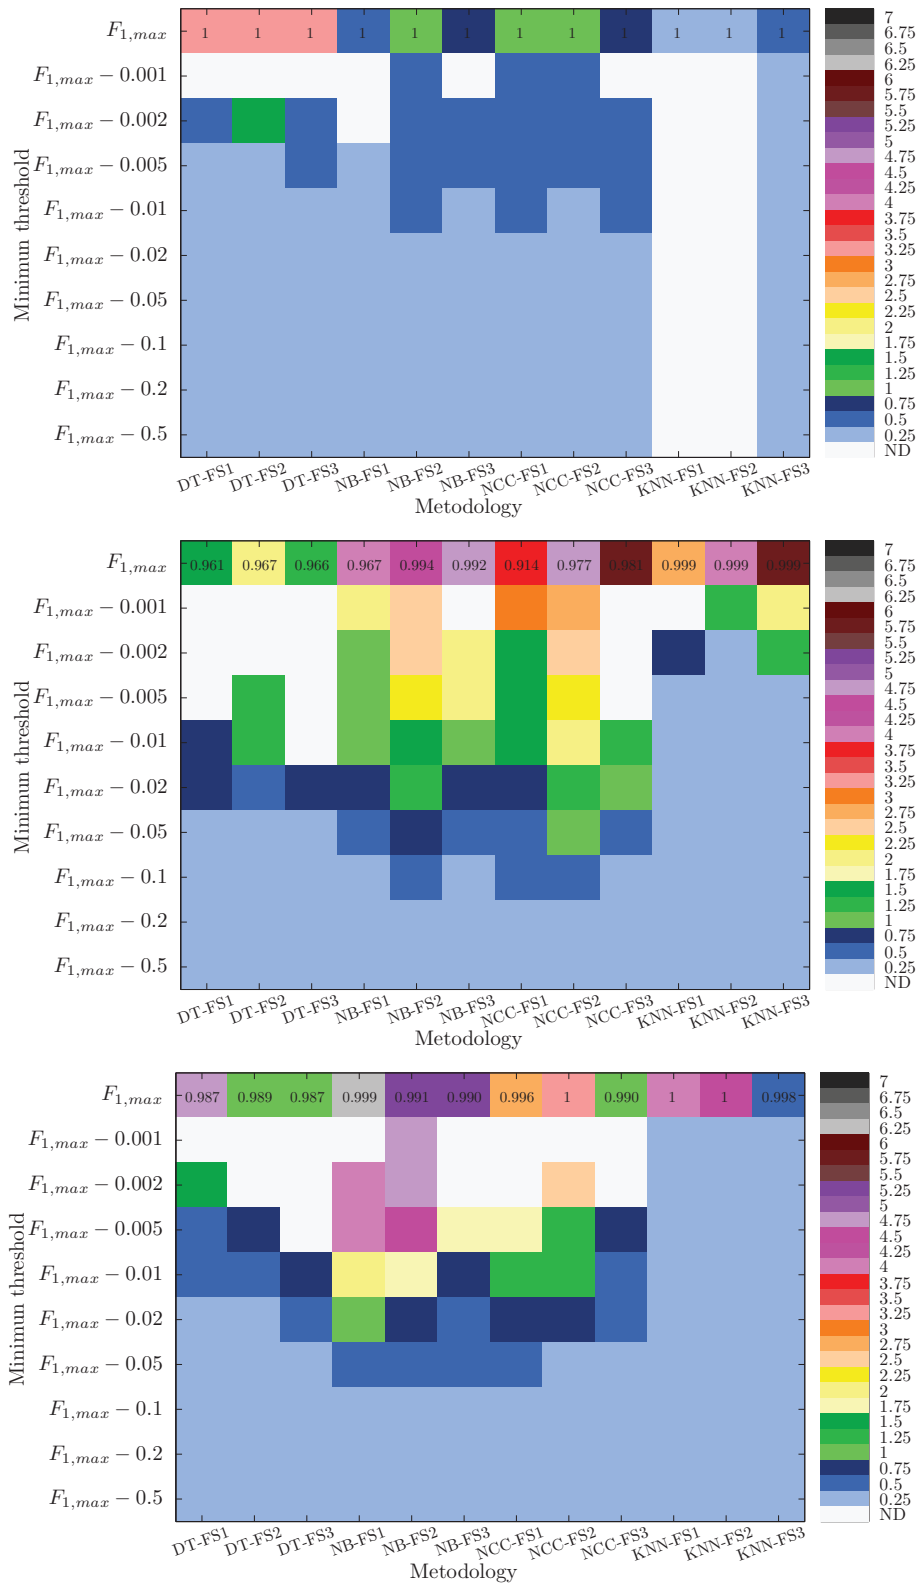 F1,max 1 1 1 1 1 1 1 1 1 1 1 1
F1,max − 0.001
F1,max − 0.002
F1,max − 0.005
F1,max − 0.01
F1,max − 0.02
F1,max − 0.05
F1,max − 0.1
F1,max − 0.2
F1,max − 0.5
Minimun threshold
DT-FS1 DT-FS2 DT-FS3 NB-FS1 NB-FS2 NB-FS3 NCC-FS1 NCC-FS2 NCC-FS3 KNN-FS1 KNN-FS2 KNN-FS3
Metodology
7
6.75
6.5
6.25
6
5.75
5.5
5.25
5
4.75
4.5
4.25
4
3.75
3.5
3.25
3
2.75
2.5
2.25
2
1.75
1.5
1.25
1
0.75
0.5
0.25
ND
F1,max 0.961 0.967 0.966 0.967 0.994 0.992 0.914 0.977 0.981 0.999 0.999 0.999
F1,max − 0.001
F1,max − 0.002
F1,max − 0.005
F1,max − 0.01
F1,max − 0.02
F1,max − 0.05
F1,max − 0.1
F1,max − 0.2
F1,max − 0.5
Minimun threshold
DT-FS1 DT-FS2 DT-FS3 NB-FS1 NB-FS2 NB-FS3 NCC-FS1 NCC-FS2 NCC-FS3 KNN-FS1 KNN-FS2 KNN-FS3
Metodology
7
6.75
6.5
6.25
6
5.75
5.5
5.25
5
4.75
4.5
4.25
4
3.75
3.5
3.25
3
2.75
2.5
2.25
2
1.75
1.5
1.25
1
0.75
0.5
0.25
ND
F1,max 0.987 0.989 0.987 0.999 0.991 0.990 0.996 1 0.990 1 1 0.998
F1,max − 0.001
F1,max − 0.002
F1,max − 0.005
F1,max − 0.01
F1,max − 0.02
F1,max − 0.05
F1,max − 0.1
F1,max − 0.2
F1,max − 0.5
Minimun threshold
DT-FS1 DT-FS2 DT-FS3 NB-FS1 NB-FS2 NB-FS3 NCC-FS1 NCC-FS2 NCC-FS3 KNN-FS1 KNN-FS2 KNN-FS3
Metodology
7
6.75
6.5
6.25
6
5.75
5.5
5.25
5
4.75
4.5
4.25
4
3.75
3.5
3.25
3
2.75
2.5
2.25
2
1.75
1.5
1.25
1
0.75
0.5
0.25
ND